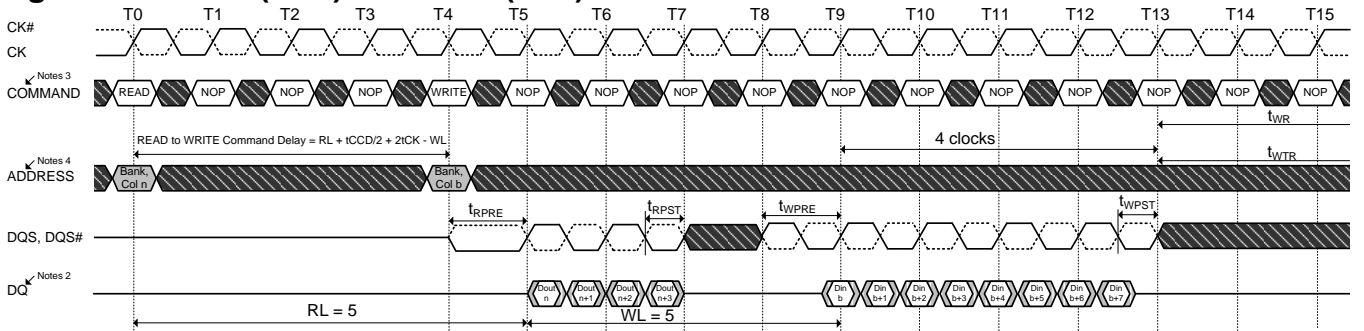 T0 T1 T2 T3 T4 T5 T6 T7 T8 T9 T10 T11 T12 T13 T14 T15
CK#
CK
Notes 3
COMMAND
READ NOP NOP NOP WRITE NOP NOP NOP NOP NOP NOP NOP NOP NOP NOP NOP
tWR
READ to WRITE Command Delay = RL + tCCD/2 + 2tCK - WL
4 clocks
Notes 4
ADDRESS
Bank, Col n
Bank, Col b
tWTR
tRPRE tRPST tWPRE tWPST
DQS, DQS#
Notes 2
DQ
Dout n
Dout n+1
Dout n+2
Dout n+3
Din b
Din b+1
Din b+2
Din b+3
Din b+4
Din b+5
Din b+6
Din b+7
RL = 5
WL = 5